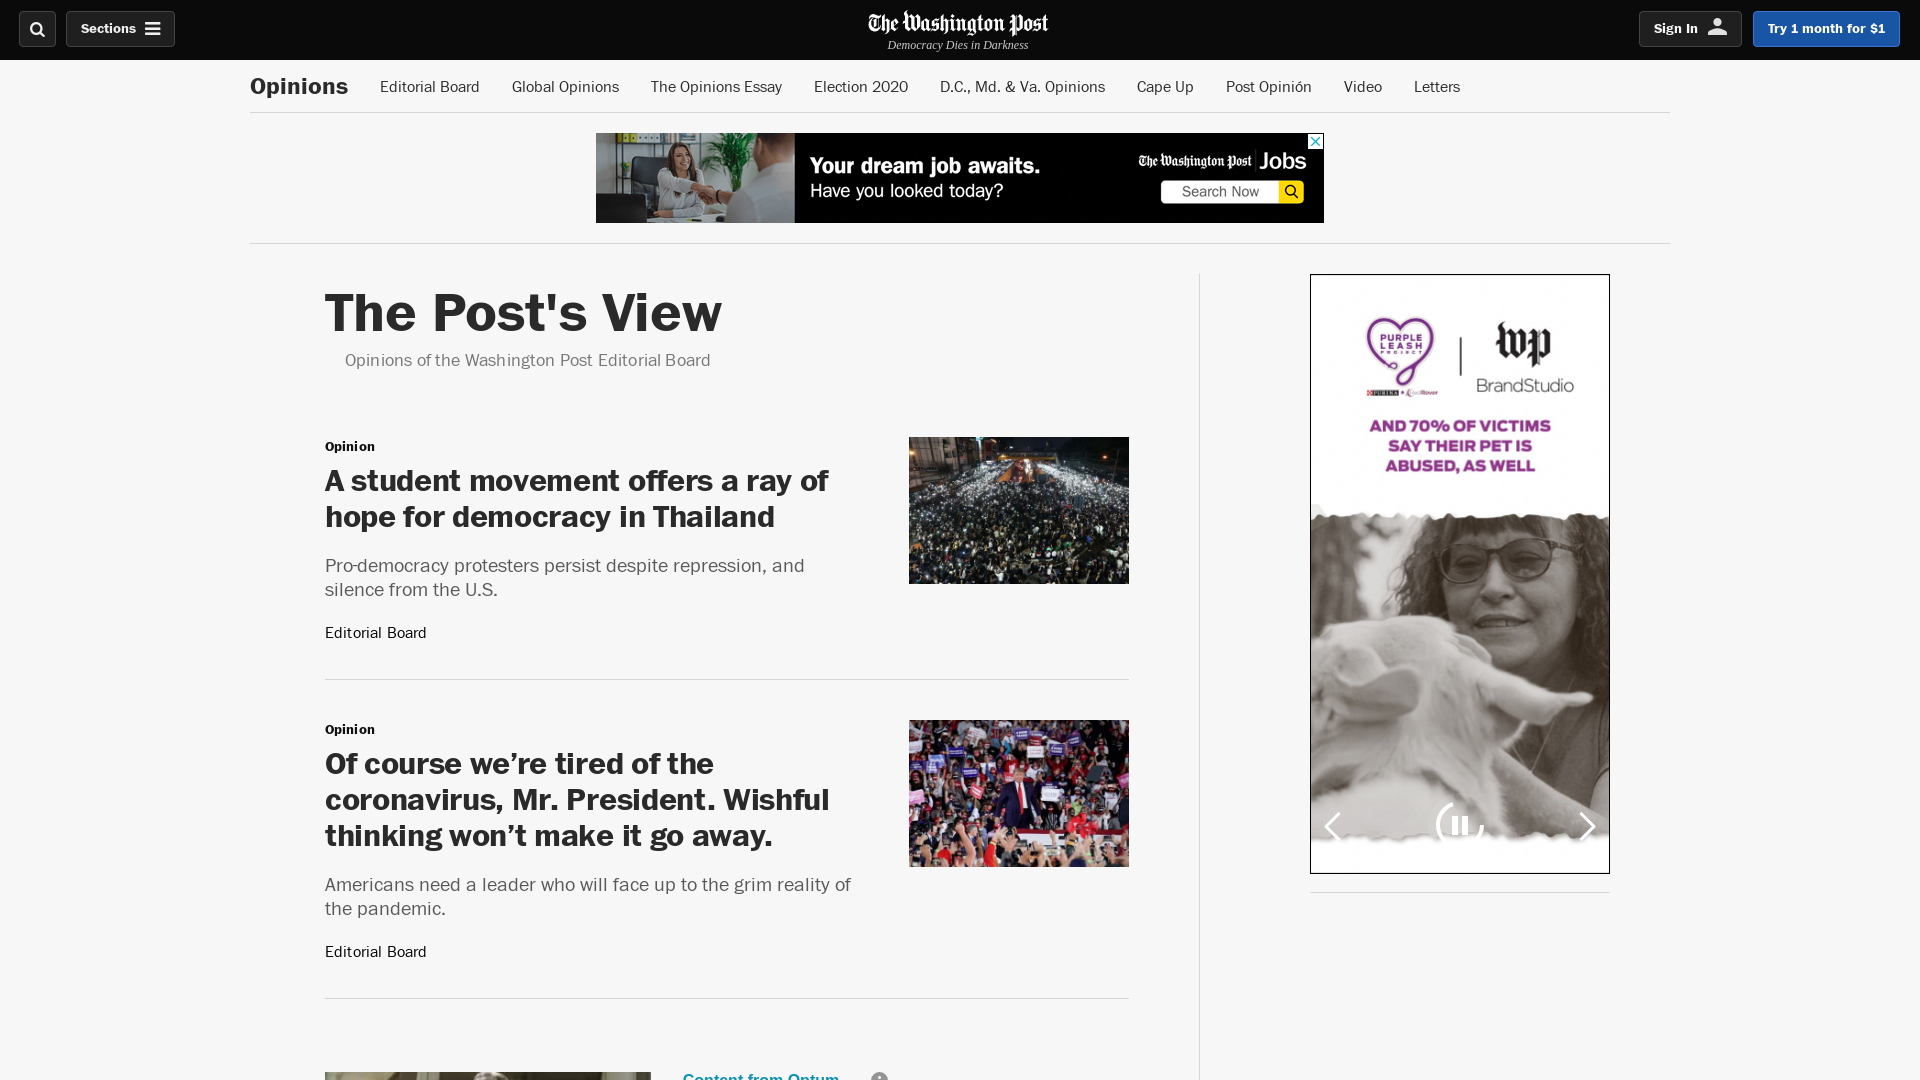 Sections
The Washington Post
Democracy Dies in Darkness
Sign In
Try 1 month for $1
Opinions
Editorial Board
Global Opinions
The Opinions Essay
Election 2020
D.C., Md. & Va. Opinions
Cape Up
Post Opinión
Video
Letters
Your dream job awaits.
Have you looked today?
The Washington Post Jobs
Search Now
The Post's View
Opinions of the Washington Post Editorial Board
Opinion
A student movement offers a ray of
hope for democracy in Thailand
Pro-democracy protesters persist despite repression, and
silence from the U.S.
Editorial Board
Opinion
Of course we’re tired of the
coronavirus, Mr. President. Wishful
thinking won’t make it go away.
Americans need a leader who will face up to the grim reality of
the pandemic.
Editorial Board
Content from Optum
PURPLE
LEASH
PROJECT
PURINA +
wp
BrandStudio
AND 70% OF VICTIMS
SAY THEIR PET IS
ABUSED, AS WELL